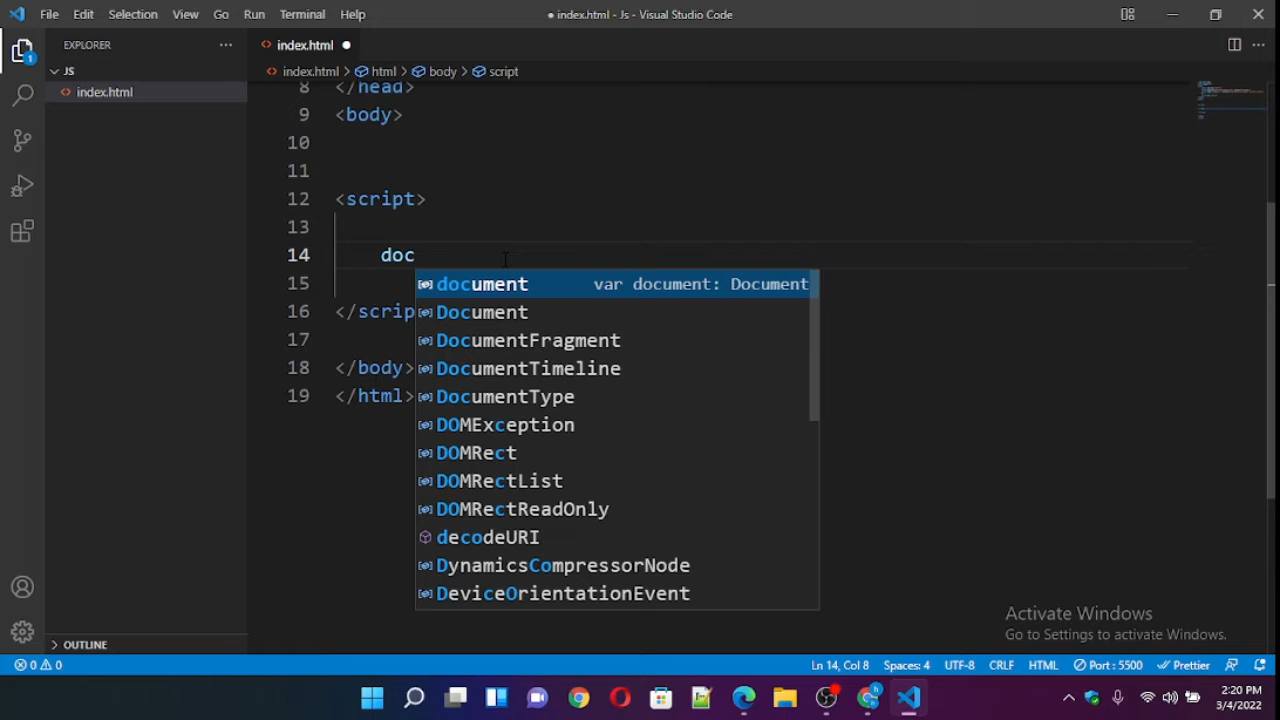 File Edit Selection View Go Run Terminal Help
● index.html - Js - Visual Studio Code
EXPLORER
index.html
JS
index.html > html > body > script
index.html
8 </head>
9 <body>
10
11
12 <script>
13
14 doc
15
document var document: Document
16 </scrip
Document
17
DocumentFragment
18 </body>
DocumentTimeline
19 </html>
DocumentType
DOMException
DOMRect
DOMRectList
DOMRectReadOnly
decodeURI
DynamicsCompressorNode
DeviceOrientationEvent
1
Activate Windows
Go to Settings to activate Windows.
OUTLINE
0 0 Ln 14, Col 8 Spaces: 4 UTF-8 CRLF HTML Port : 5500 Prettier
2:20 PM
3/4/2022